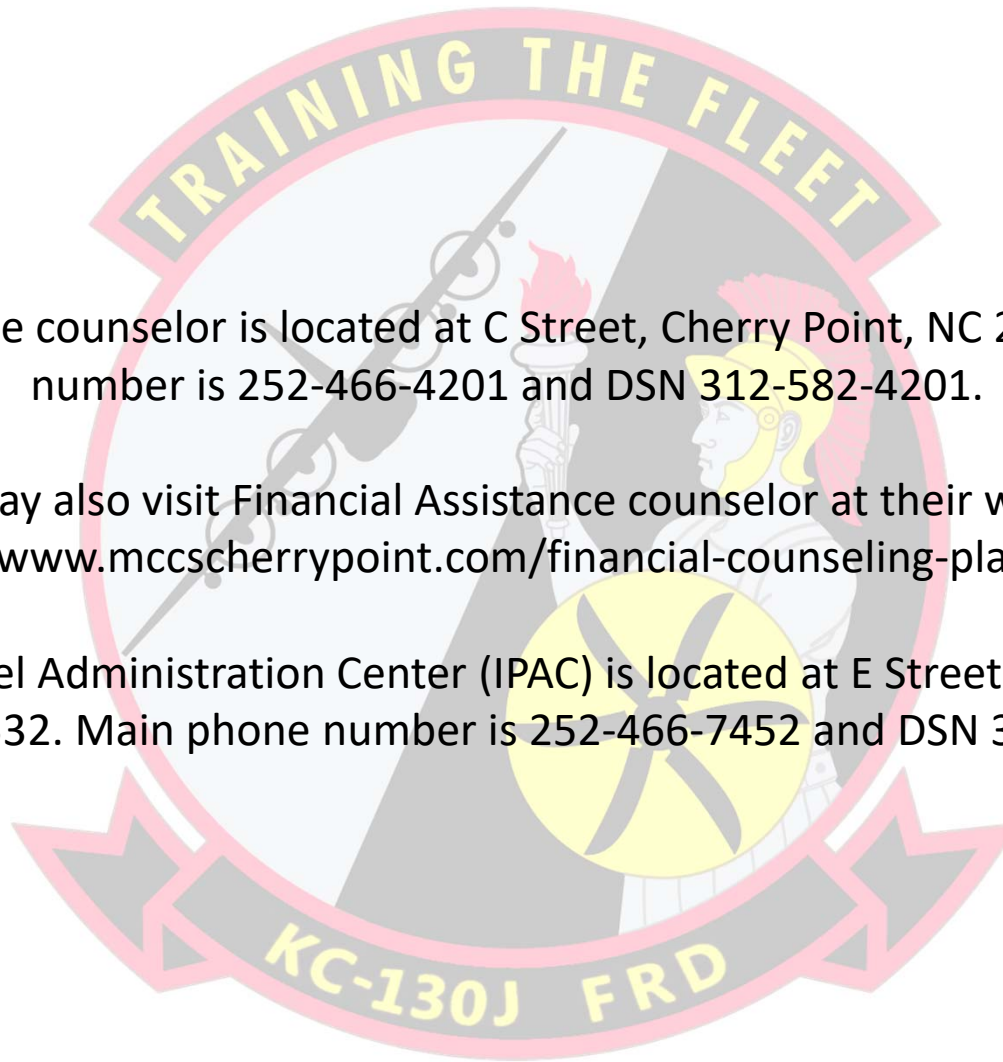 TRAINING THE FLEET
e counselor is located at C Street, Cherry Point, NC 2
number is 252-466-4201 and DSN 312-582-4201.
ay also visit Financial Assistance counselor at their w
www.mccscherrypoint.com/financial-counseling-pla
el Administration Center (IPAC) is located at E Street
32. Main phone number is 252-466-7452 and DSN 3
KC-130J FRD